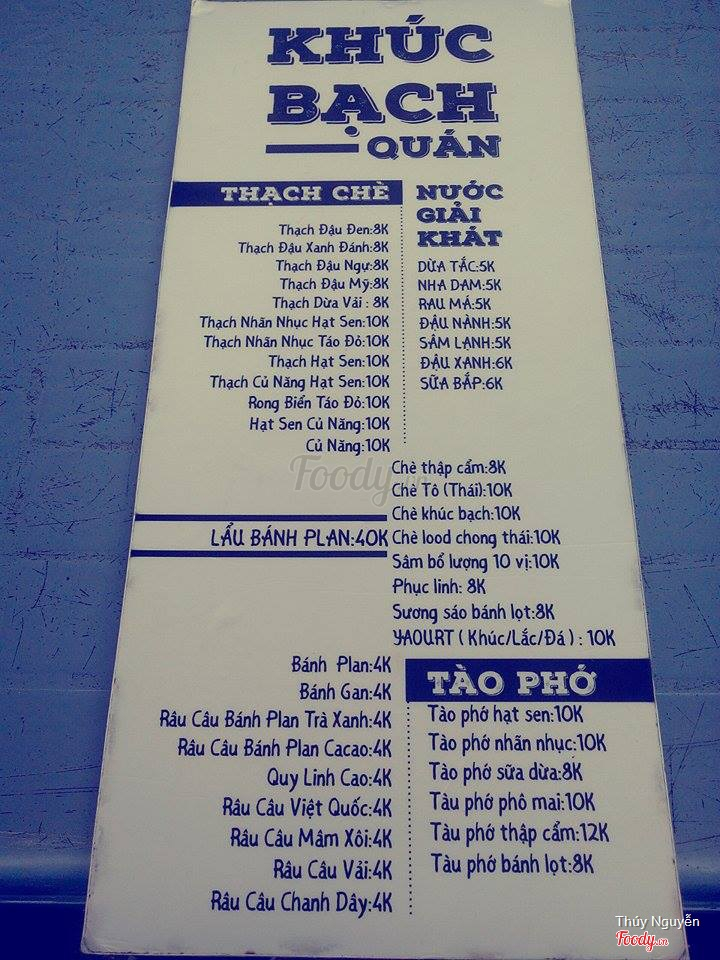 KHÚC
BẠCH
QUÁN
THẠCH CHÈ
Thạch Đậu Đen:8K
Thạch Đậu Xanh Đánh:8K
Thạch Đậu Ngự:8K
Thạch Đậu Mỹ:8K
Thạch Dừa Vải : 8K
Thạch Nhãn Nhục Hạt Sen:10K
Thạch Nhãn Nhục Táo Đỏ:10K
Thạch Hạt Sen:10K
Thạch Củ Năng Hạt Sen:10K
Rong Biển Táo Đỏ:10K
Hạt Sen Củ Năng:10K
Củ Năng:10K
NƯỚC
GIẢI
KHÁT
DỪA TẮC:5K
NHA DAM:5K
RAU MÁ:5K
ĐẬU NÀNH:5K
SÂM LẠNH:5K
ĐẬU XANH:6K
SỮA BẮP:6K
Foody.vn
LẨU BÁNH PLAN:40K
Chè thập cẩm:8K
Chè Tô (Thái):10K
Chè khúc bạch:10K
Chè lood chong thái:10K
Sâm bổ lượng 10 vị:10K
Phục linh: 8K
Sương sáo bánh lọt:8K
YAOURT ( Khúc/Lắc/Đá ) : 10K
Bánh Plan:4K
Bánh Gan:4K
Râu Câu Bánh Plan Trà Xanh:4K
Râu Câu Bánh Plan Cacao:4K
Quy Linh Cao:4K
Râu Câu Việt Quốc:4K
Râu Câu Mâm Xôi:4K
Râu Câu Vải:4K
Râu Câu Chanh Dây:4K
TÀO PHỚ
Tào phớ hạt sen:10K
Tào phớ nhãn nhục:10K
Tào phớ sữa dừa:8K
Tàu phớ phô mai:10K
Tàu phớ thập cẩm:12K
Tàu phớ bánh lọt:8K
Thúy Nguyễn
Foody.vn